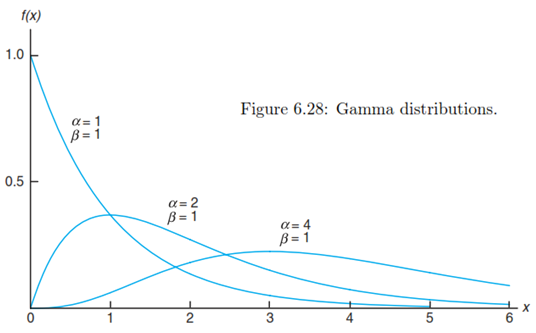 f(x)
1.0
Figure 6.28: Gamma distributions.
α = 1
β = 1
0.5
α = 2
β = 1
α = 4
β = 1
0 1 2 3 4 5 6 x